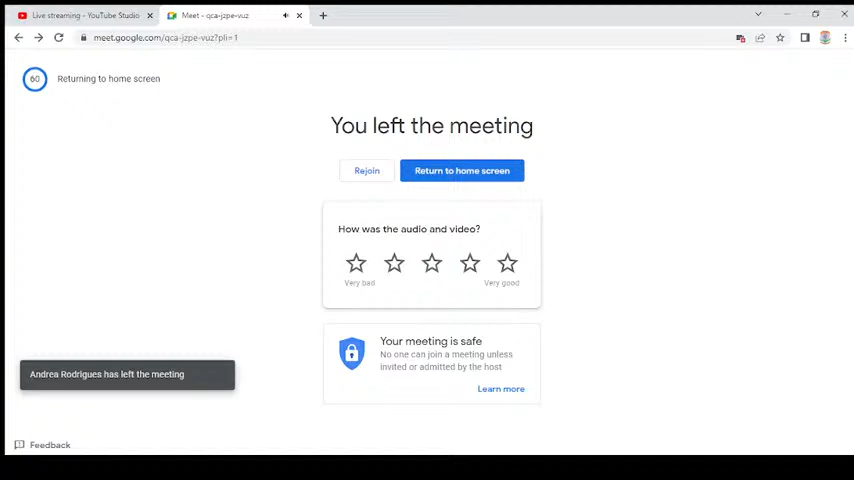 Live streaming - YouTube Studio
Meet - qca-jzpe-vuz
meet.google.com/qca-jzpe-vuz?pli=1
60 Returning to home screen
You left the meeting
Rejoin Return to home screen
How was the audio and video?
Very bad Very good
Your meeting is safe
No one can join a meeting unless
invited or admitted by the host
Learn more
Andrea Rodrigues has left the meeting
Feedback